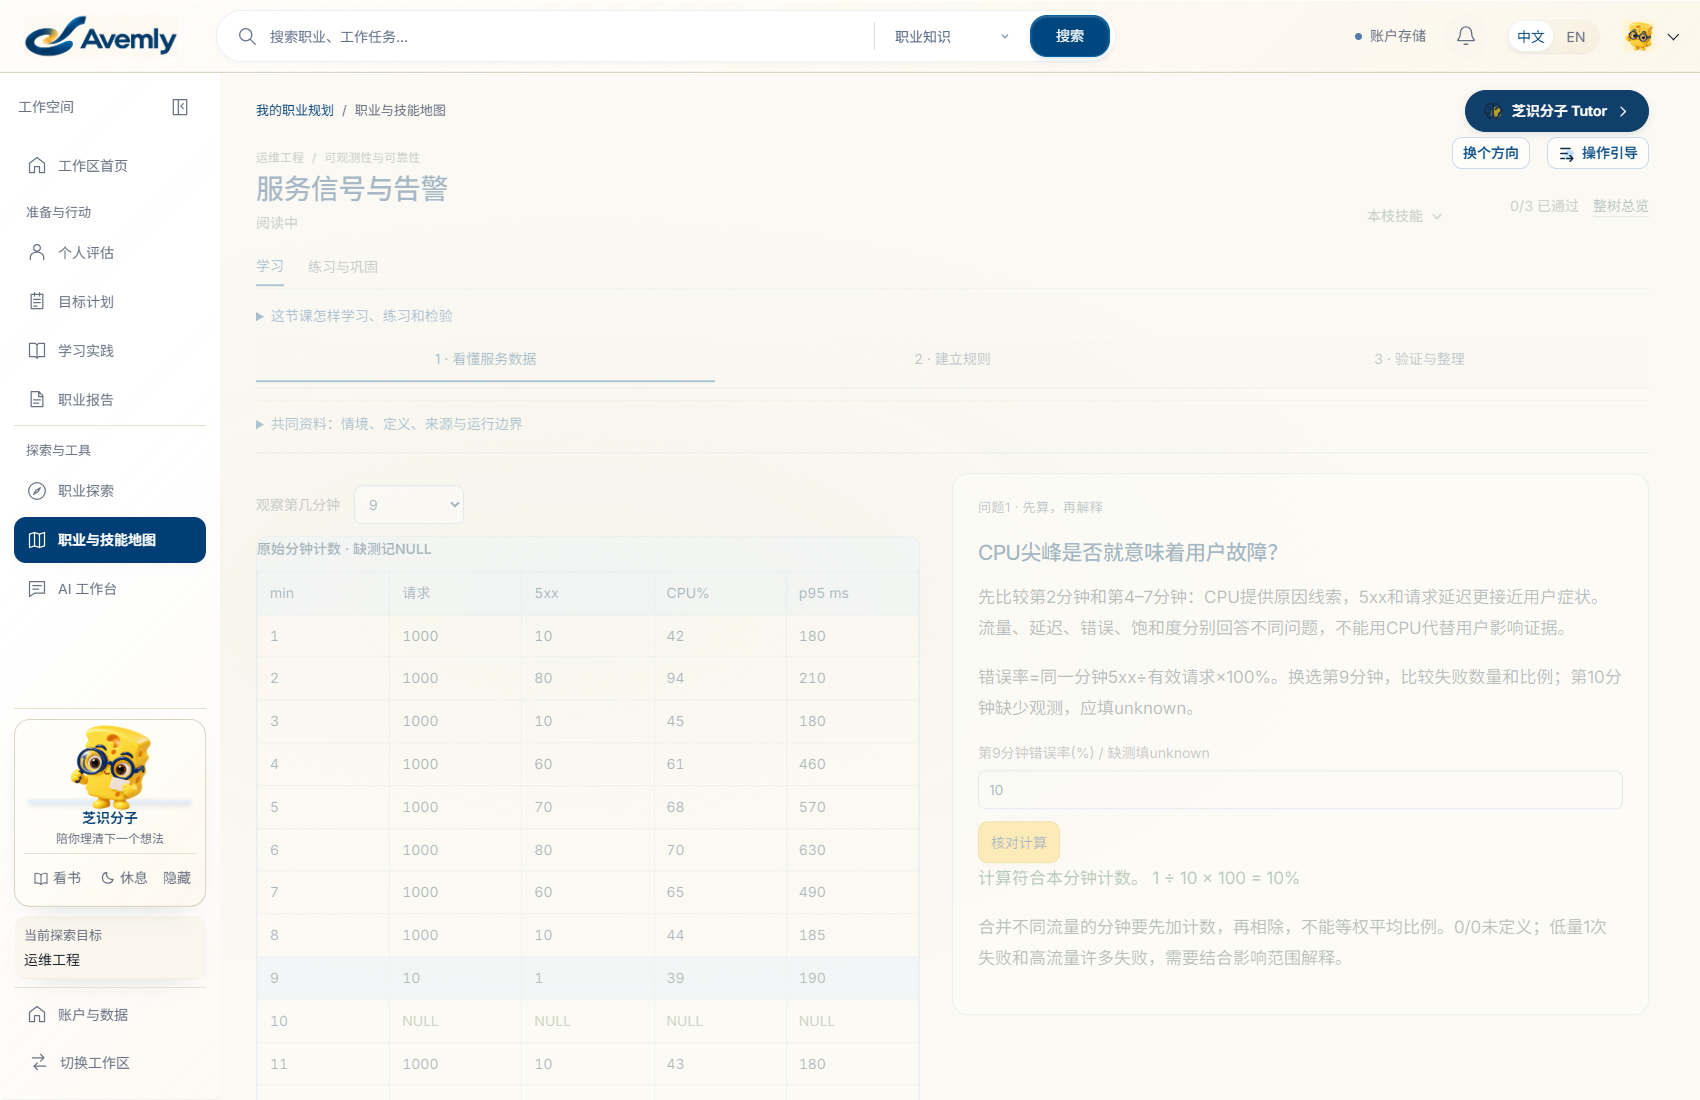 Avemly
搜索职业、工作任务...
职业知识
搜索
账户存储
中文
EN
工作空间
工作区首页
准备与行动
个人评估
目标计划
学习实践
职业报告
探索与工具
职业探索
职业与技能地图
AI 工作台
芝识分子
陪你理清下一个想法
看书
休息
隐藏
当前探索目标
运维工程
账户与数据
切换工作区
我的职业规划 / 职业与技能地图
芝识分子 Tutor
换个方向
操作引导
运维工程 / 可观测性与可靠性
服务信号与告警
阅读中
本枝技能
0/3 已通过
整树总览
学习
练习与巩固
这节课怎样学习、练习和检验
1 · 看懂服务数据
2 · 建立规则
3 · 验证与整理
共同资料：情境、定义、来源与运行边界
观察第几分钟
9
原始分钟计数 · 缺测记NULL
min 请求 5xx CPU% p95 ms
1 1000 10 42 180
2 1000 80 94 210
3 1000 10 45 180
4 1000 60 61 460
5 1000 70 68 570
6 1000 80 70 630
7 1000 60 65 490
8 1000 10 44 185
9 10 1 39 190
10 NULL NULL NULL NULL
11 1000 10 43 180
问题1 · 先算，再解释
CPU尖峰是否就意味着用户故障？
先比较第2分钟和第4–7分钟：CPU提供原因线索，5xx和请求延迟更接近用户症状。
流量、延迟、错误、饱和度分别回答不同问题，不能用CPU代替用户影响证据。
错误率=同一分钟5xx÷有效请求×100%。换选第9分钟，比较失败数量和比例；第10分
钟缺少观测，应填unknown。
第9分钟错误率(%) / 缺测填unknown
10
核对计算
计算符合本分钟计数。 1 ÷ 10 × 100 = 10%
合并不同流量的分钟要先加计数，再相除，不能等权平均比例。0/0未定义；低量1次
失败和高流量许多失败，需要结合影响范围解释。